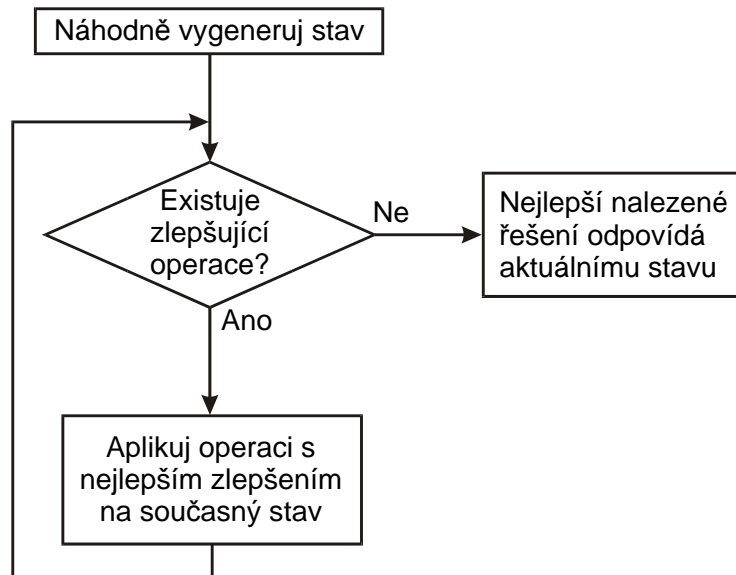 Náhodně vygeneruj stav
Existuje
zlepšující
operace?
Ne
Nejlepší nalezené
řešení odpovídá
aktuálnímu stavu
Ano
Aplikuj operaci s
nejlepším zlepšením
na současný stav